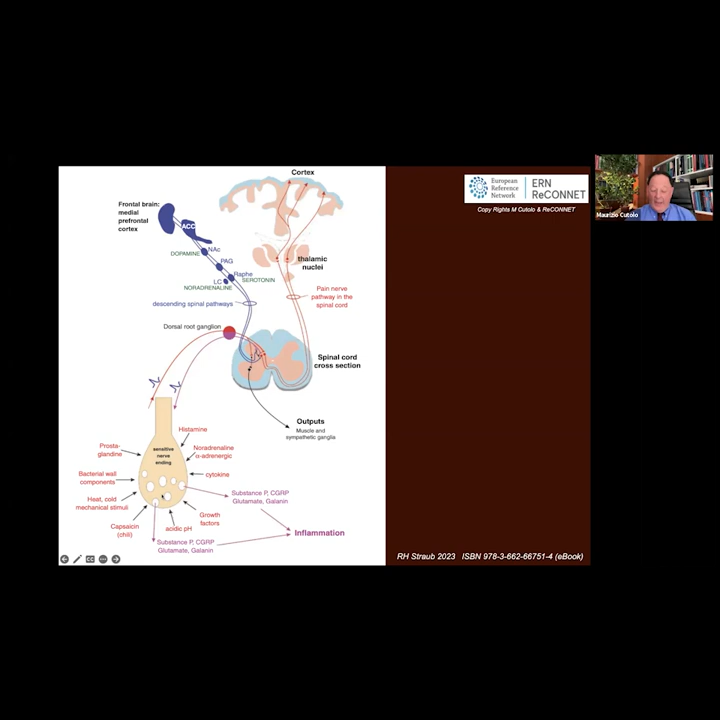 Cortex
Frontal brain:
medial
prefrontal
cortex
ACC
NAc
DOPAMINE
PAG
Raphe
SEROTONIN
LC
NORADRENALINE
thalamic
nuclei
Pain nerve
pathway in the
spinal cord
descending spinal pathways
Dorsal root ganglion
Spinal cord
cross section
Outputs
Muscle and
sympathetic ganglia
sensitive
nerve
ending
Histamine
Prosta-
glandine
Noradrenaline
α-adrenergic
Bacterial wall
components
cytokine
Heat, cold
mechanical stimuli
Substance P, CGRP
Glutamate, Galanin
Capsaicin
(chili)
acidic pH
Growth
factors
Inflammation
Substance P, CGRP
Glutamate, Galanin
European
Reference
Network
ERN
ReCONNET
Copy Rights M Cutolo & ReCONNET
RH Straub 2023 ISBN 978-3-662-66751-4 (eBook)
Maurizio Cutolo
CC